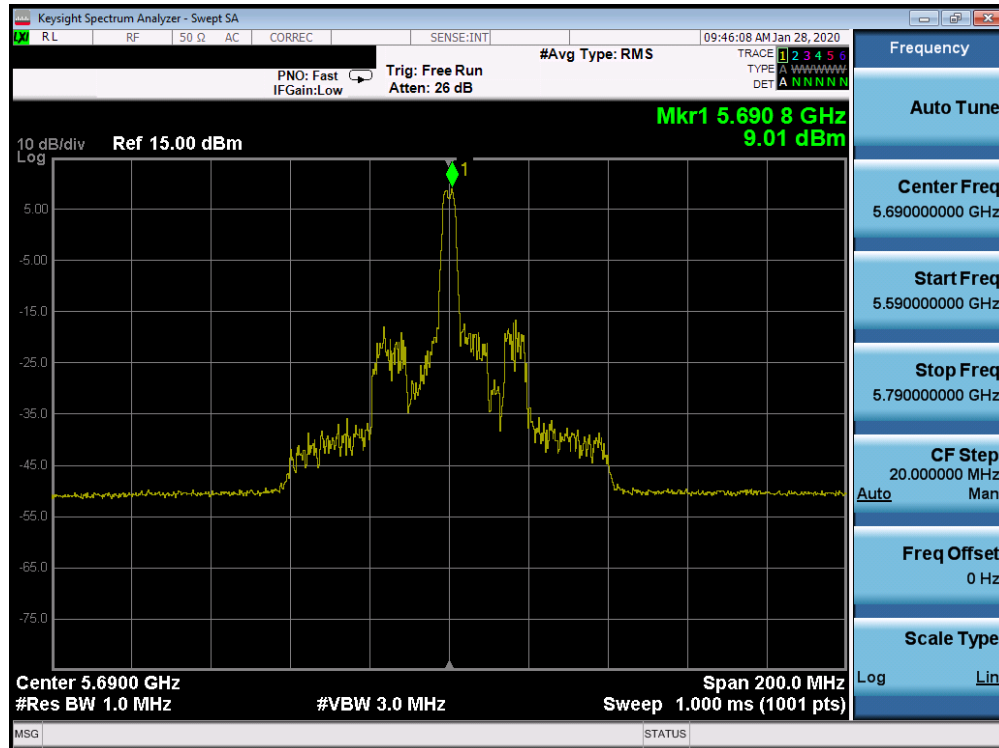 Keysight Spectrum Analyzer - Swept SA
LXI RL RF 50 Ω AC CORREC SENSE:INT 09:46:08 AM Jan 28, 2020
#Avg Type: RMS TRACE 1 2 3 4 5 6
PNO: Fast Trig: Free Run TYPE A WWWWW
IFGain:Low Atten: 26 dB DET A N N N N N
Mkr1 5.690 8 GHz
9.01 dBm
10 dB/div Ref 15.00 dBm
Log
1
5.00
-5.00
-15.0
-25.0
-35.0
-45.0
-55.0
-65.0
-75.0
Center 5.6900 GHz Span 200.0 MHz
#Res BW 1.0 MHz #VBW 3.0 MHz Sweep 1.000 ms (1001 pts)
MSG STATUS
Frequency
Auto Tune
Center Freq
5.690000000 GHz
Start Freq
5.590000000 GHz
Stop Freq
5.790000000 GHz
CF Step
20.000000 MHz
Auto Man
Freq Offset
0 Hz
Scale Type
Log Lin